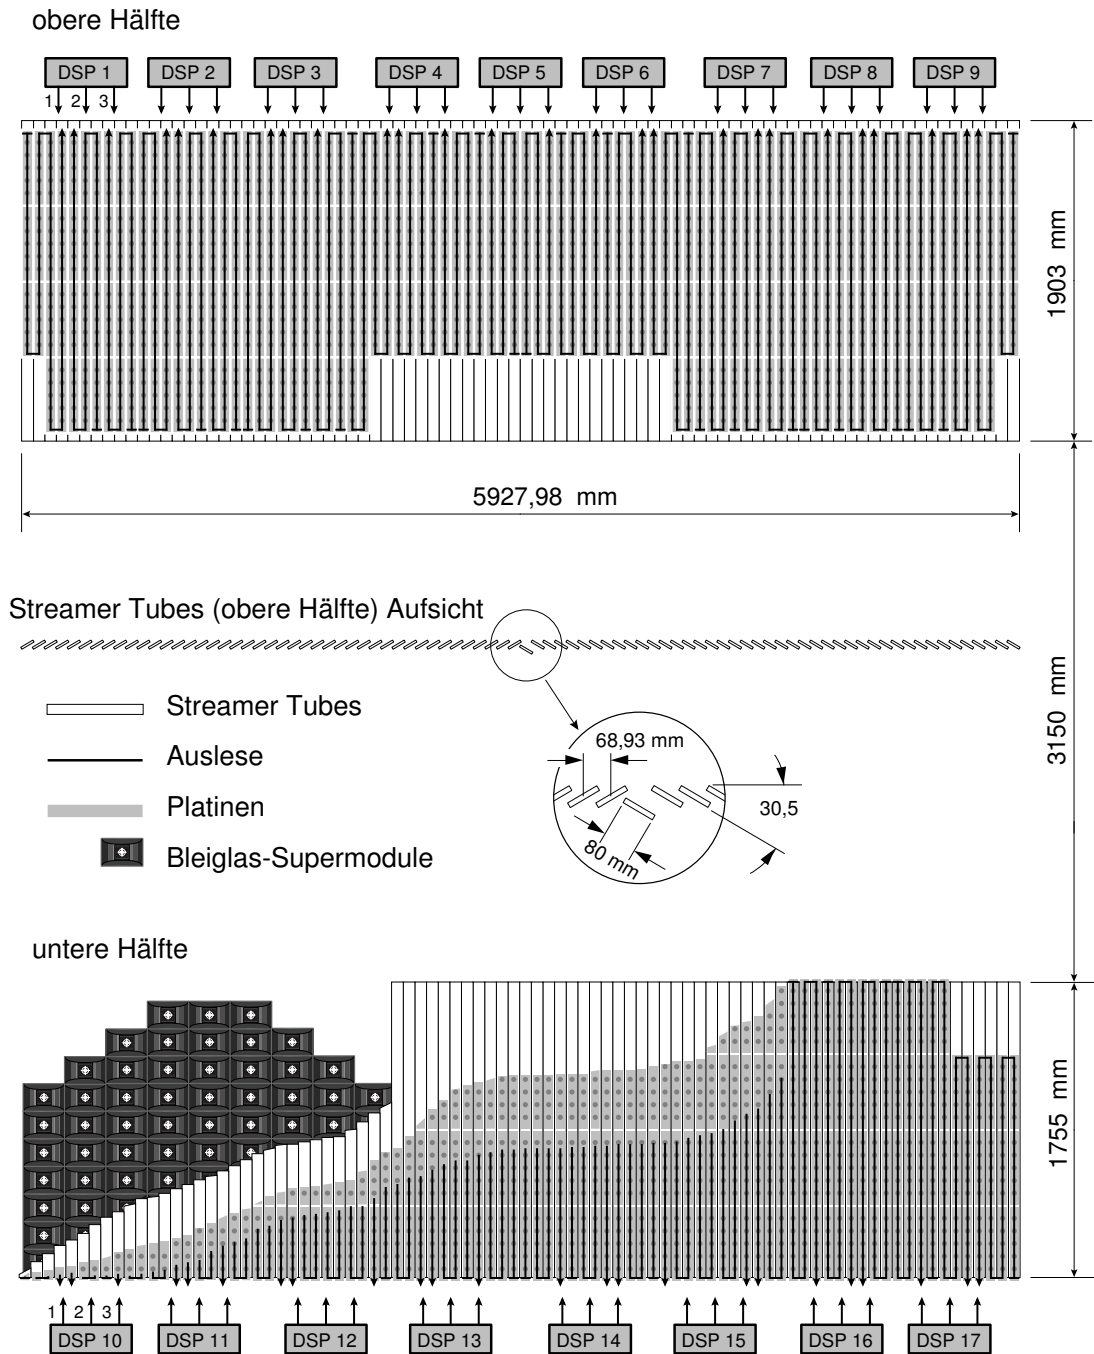 obere Hälfte
DSP 1 DSP 2 DSP 3 DSP 4 DSP 5 DSP 6 DSP 7 DSP 8 DSP 9
1 2 3
1903 mm
5927,98 mm
Streamer Tubes (obere Hälfte) Aufsicht
Streamer Tubes
Auslese
Platinen
Bleiglas-Supermodule
68,93 mm
30,5
80 mm
3150 mm
untere Hälfte
1755 mm
1 2 3
DSP 10 DSP 11 DSP 12 DSP 13 DSP 14 DSP 15 DSP 16 DSP 17